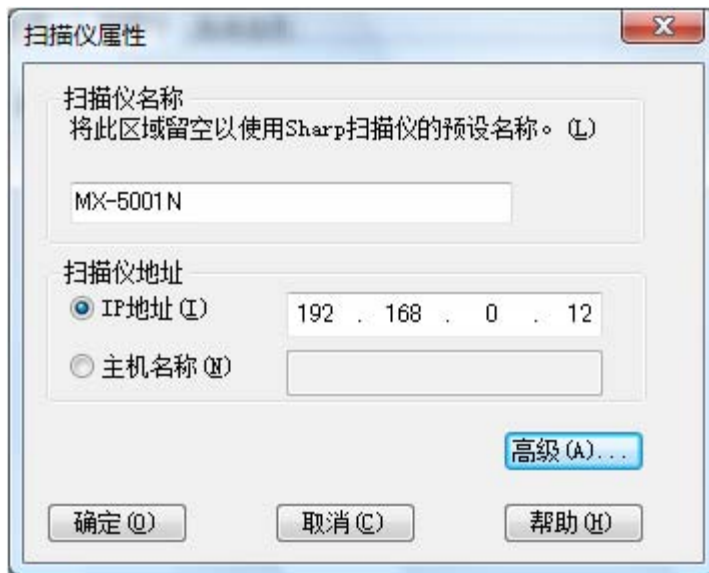 扫描仪属性
扫描仪名称
将此区域留空以使用Sharp扫描仪的预设名称。(L)
MX-5001N
扫描仪地址
IP地址(I)
192 . 168 . 0 . 12
主机名称(N)
高级(A)...
确定(O)
取消(C)
帮助(H)